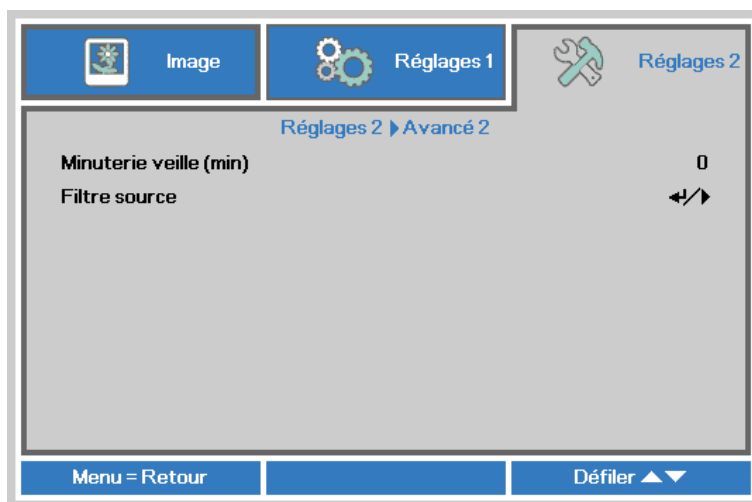 Image
Réglages 1
Réglages 2
Réglages 2 ▶ Avancé 2
Minuterie veille (min) 0
Filtre source ↵/▶
Menu = Retour
Défiler ▲▼